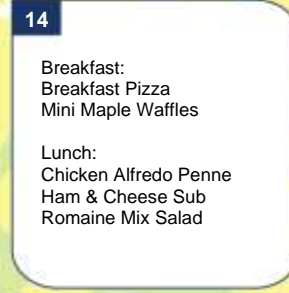 14
Breakfast:
Breakfast Pizza
Mini Maple Waffles
Lunch:
Chicken Alfredo Penne
Ham & Cheese Sub
Romaine Mix Salad